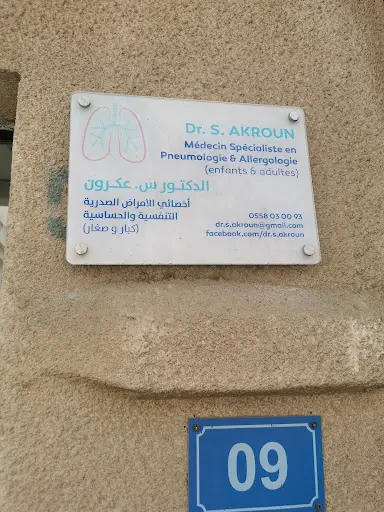 Dr. S. AKROUN
Médecin Spécialiste en
Pneumologie & Allergologie
(enfants & adultes)
الدكتور س. عكرون
أخصائي الأمراض الصدرية
التنفسية والحساسية
(كبار و صغار)
0558 03 00 93
dr.s.akroun@gmail.com
facebook.com/dr.s.akroun
09